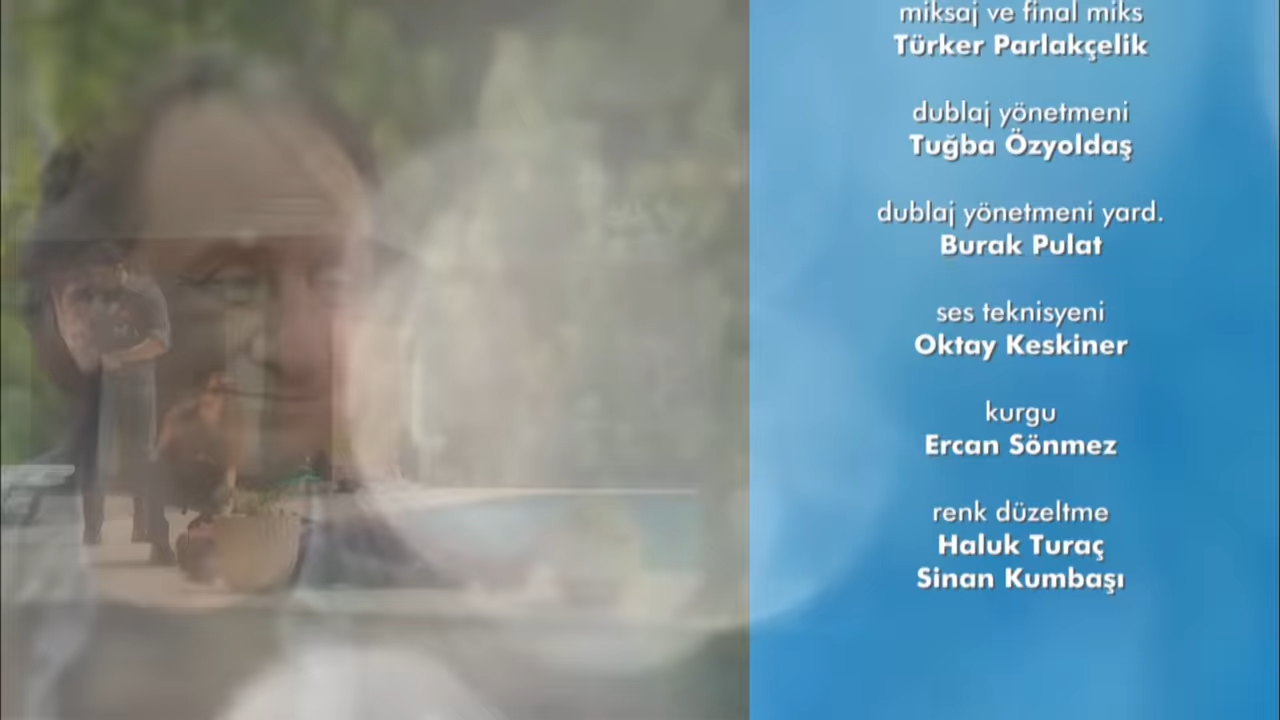 miksaj ve final miks
Türker Parlakçelik
dublaj yönetmeni
Tuğba Özyoldaş
dublaj yönetmeni yard.
Burak Pulat
ses teknisyeni
Oktay Keskiner
kurgu
Ercan Sönmez
renk düzeltme
Haluk Turaç
Sinan Kumbaşı